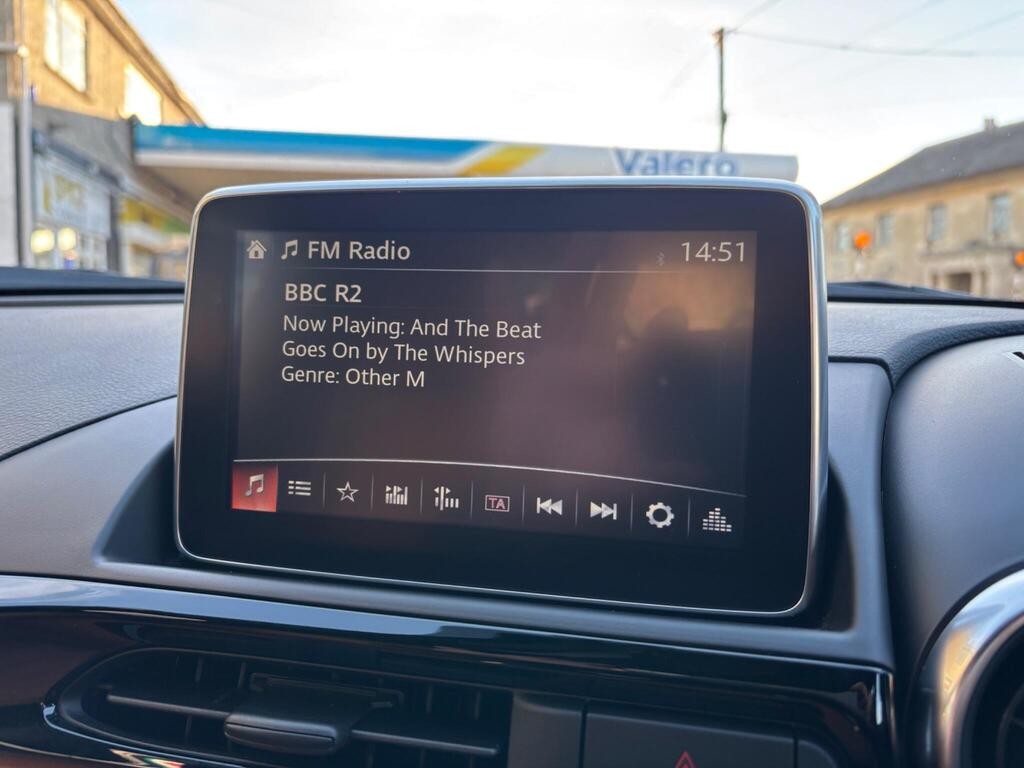 Valero
FM Radio
14:51
BBC R2
Now Playing: And The Beat
Goes On by The Whispers
Genre: Other M
TA